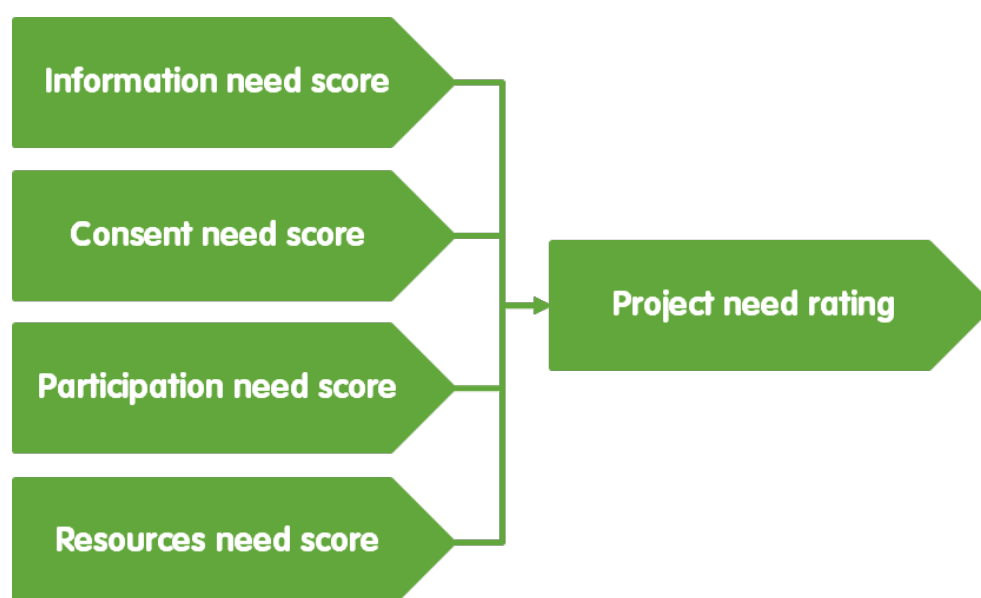 Information need score
Consent need score
Participation need score
Resources need score
Project need rating